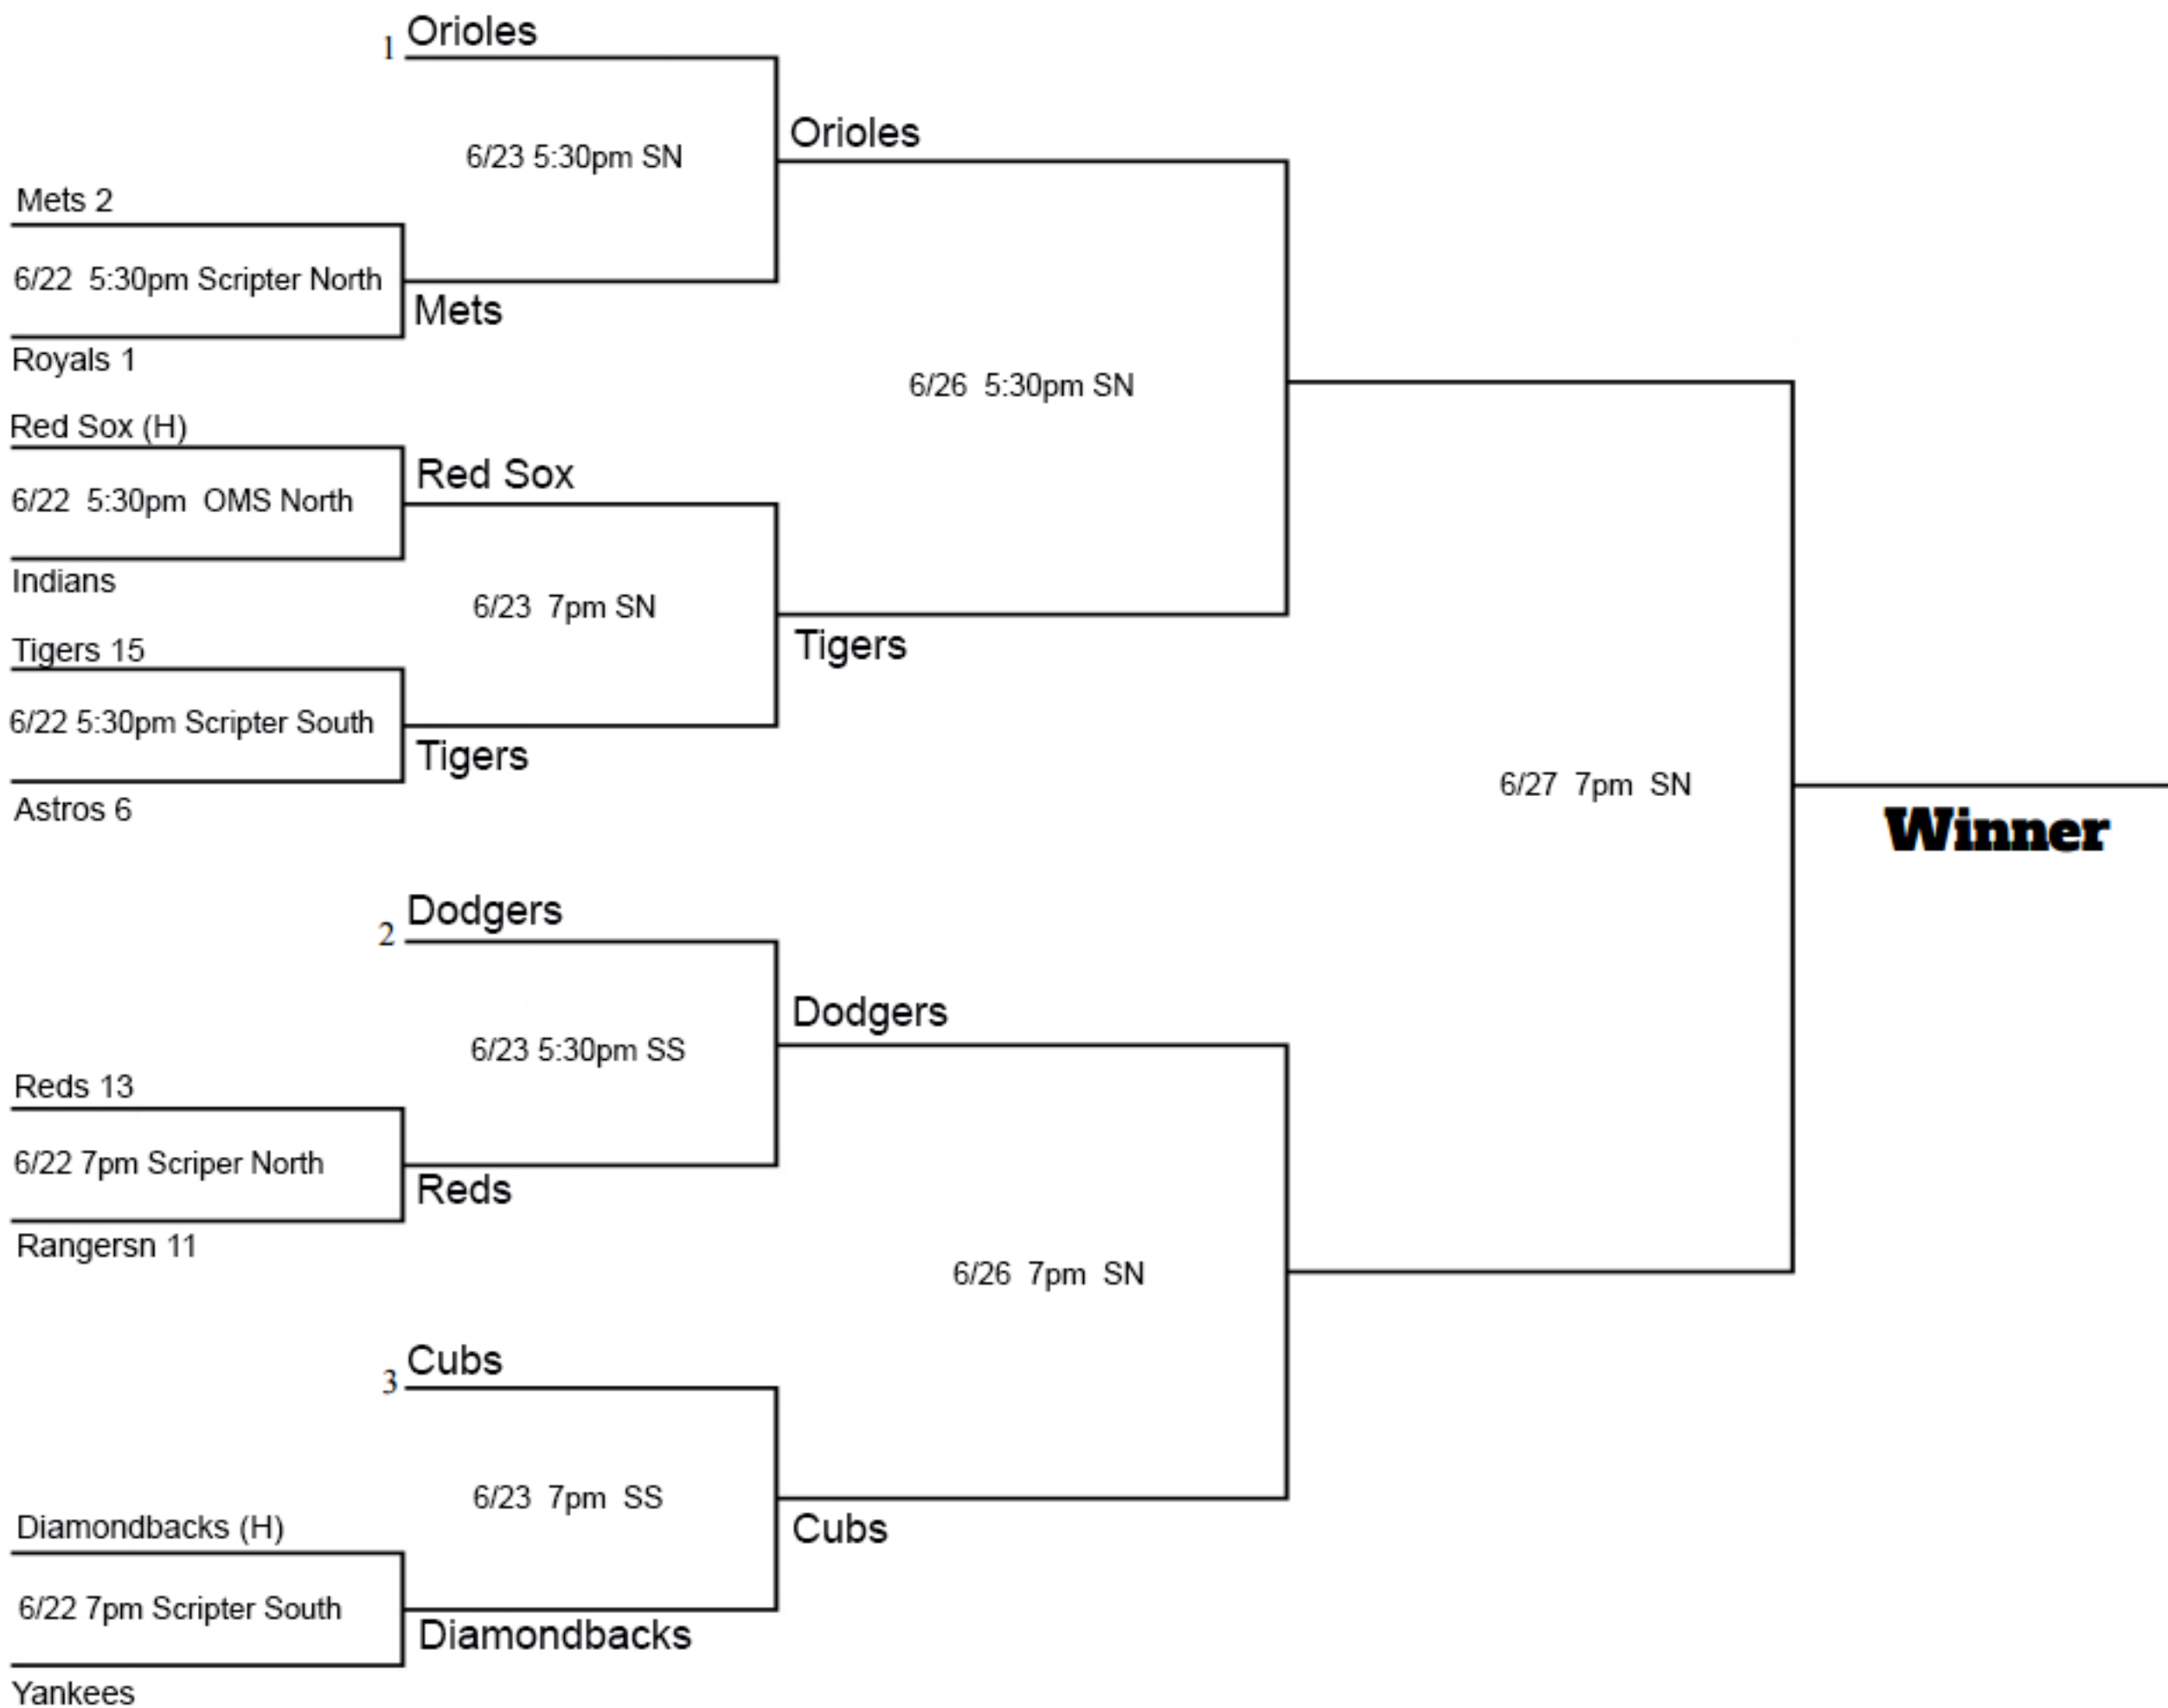 1 Orioles
6/23 5:30pm SN
Orioles
Mets 2
6/22  5:30pm Scripter North
Mets
Royals 1
6/26  5:30pm SN
Red Sox (H)
Red Sox
6/22  5:30pm  OMS North
Indians
6/23  7pm SN
Tigers
Tigers 15
6/22 5:30pm Scripter South
Tigers
Astros 6
6/27  7pm  SN
Winner
2 Dodgers
Dodgers
6/23 5:30pm SS
Reds 13
6/22 7pm Scriper North
Reds
Rangersn 11
6/26  7pm  SN
3 Cubs
6/23  7pm  SS
Cubs
Diamondbacks (H)
6/22 7pm Scripter South
Diamondbacks
Yankees